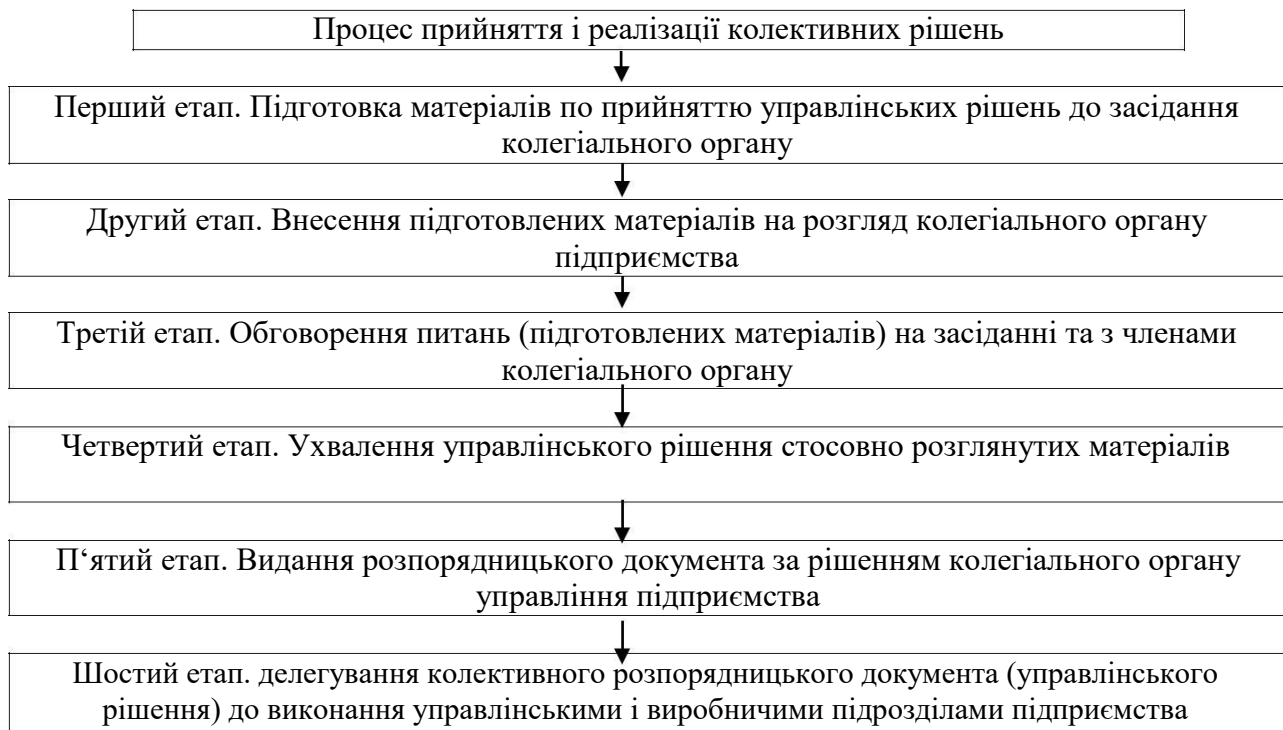 Процес прийняття і реалізації колективних рішень
Перший етап. Підготовка матеріалів по прийняттю управлінських рішень до засідання
колегіального органу
Другий етап. Внесення підготовлених матеріалів на розгляд колегіального органу
підприємства
Третій етап. Обговорення питань (підготовлених матеріалів) на засіданні та з членами
колегіального органу
Четвертий етап. Ухвалення управлінського рішення стосовно розглянутих матеріалів
П‘ятий етап. Видання розпорядницького документа за рішенням колегіального органу
управління підприємства
Шостий етап. делегування колективного розпорядницького документа (управлінського
рішення) до виконання управлінськими і виробничими підрозділами підприємства